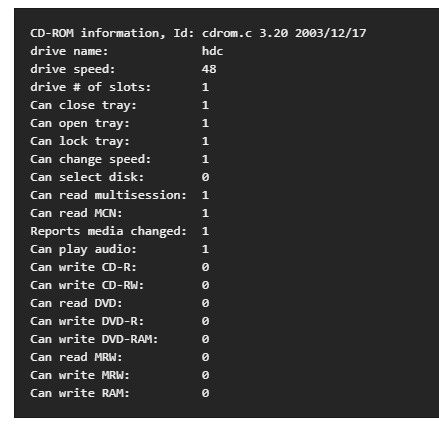 CD-ROM information, Id: cdrom.c 3.20 2003/12/17
drive name: hdc
drive speed: 48
drive # of slots: 1
Can close tray: 1
Can open tray: 1
Can lock tray: 1
Can change speed: 1
Can select disk: 0
Can read multisession: 1
Can read MCN: 1
Reports media changed: 1
Can play audio: 1
Can write CD-R: 0
Can write CD-RW: 0
Can read DVD: 0
Can write DVD-R: 0
Can write DVD-RAM: 0
Can read MRW: 0
Can write MRW: 0
Can write RAM: 0